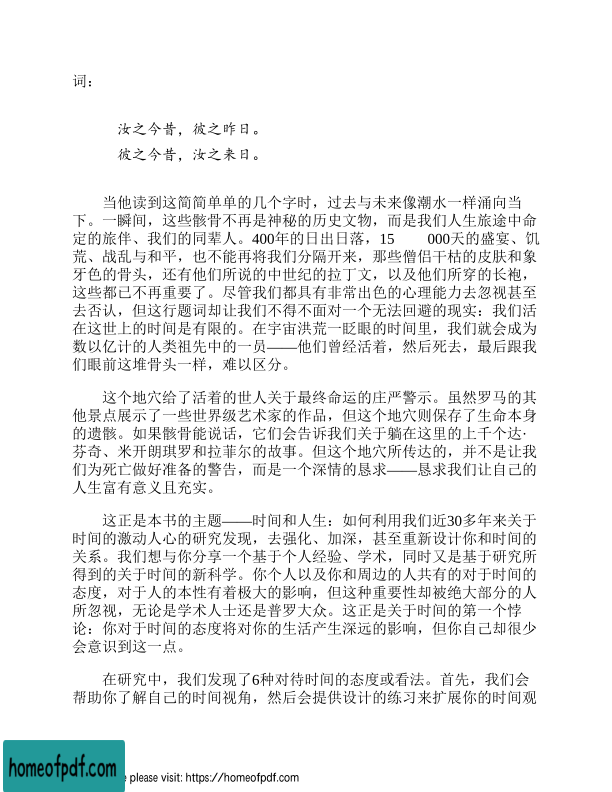 词：
汝之今昔，彼之昨日。
彼之今昔，汝之来日。
当他读到这简简单单的几个字时，过去与未来像潮水一样涌向当
下。一瞬间，这些骸骨不再是神秘的历史文物，而是我们人生旅途中命
定的旅伴、我们的同辈人。400年的日出日落，15 000天的盛宴、饥
荒、战乱与和平，也不能再将我们分隔开来，那些僧侣干枯的皮肤和象
牙色的骨头，还有他们所说的中世纪的拉丁文，以及他们所穿的长袍，
这些都已不再重要了。尽管我们都具有非常出色的心理能力去忽视甚至
去否认，但这行题词却让我们不得不面对一个无法回避的现实：我们活
在这世上的时间是有限的。在宇宙洪荒一眨眼的时间里，我们就会成为
数以亿计的人类祖先中的一员——他们曾经活着，然后死去，最后跟我
们眼前这堆骨头一样，难以区分。
这个地穴给了活着的世人关于最终命运的庄严警示。虽然罗马的其
他景点展示了一些世界级艺术家的作品，但这个地穴则保存了生命本身
的遗骸。如果骸骨能说话，它们会告诉我们关于躺在这里的上千个达·
芬奇、米开朗琪罗和拉菲尔的故事。但这个地穴所传达的，并不是让我
们为死亡做好准备的警告，而是一个深情的恳求——恳求我们让自己的
人生富有意义且充实。
这正是本书的主题——时间和人生：如何利用我们近30多年来关于
时间的激动人心的研究发现，去强化、加深，甚至重新设计你和时间的
关系。我们想与你分享一个基于个人经验、学术，同时又是基于研究所
得到的关于时间的新科学。你个人以及你和周边的人共有的对于时间的
态度，对于人的本性有着极大的影响，但这种重要性却被绝大部分的人
所忽视，无论是学术人士还是普罗大众。这正是关于时间的第一个悖
论：你对于时间的态度将对你的生活产生深远的影响，但你自己却很少
会意识到这一点。
在研究中，我们发现了6种对待时间的态度或看法。首先，我们会
帮助你了解自己的时间视角，然后会提供设计的练习来扩展你的时间观
homeofpdf.com
e please visit: https://homeofpdf.com